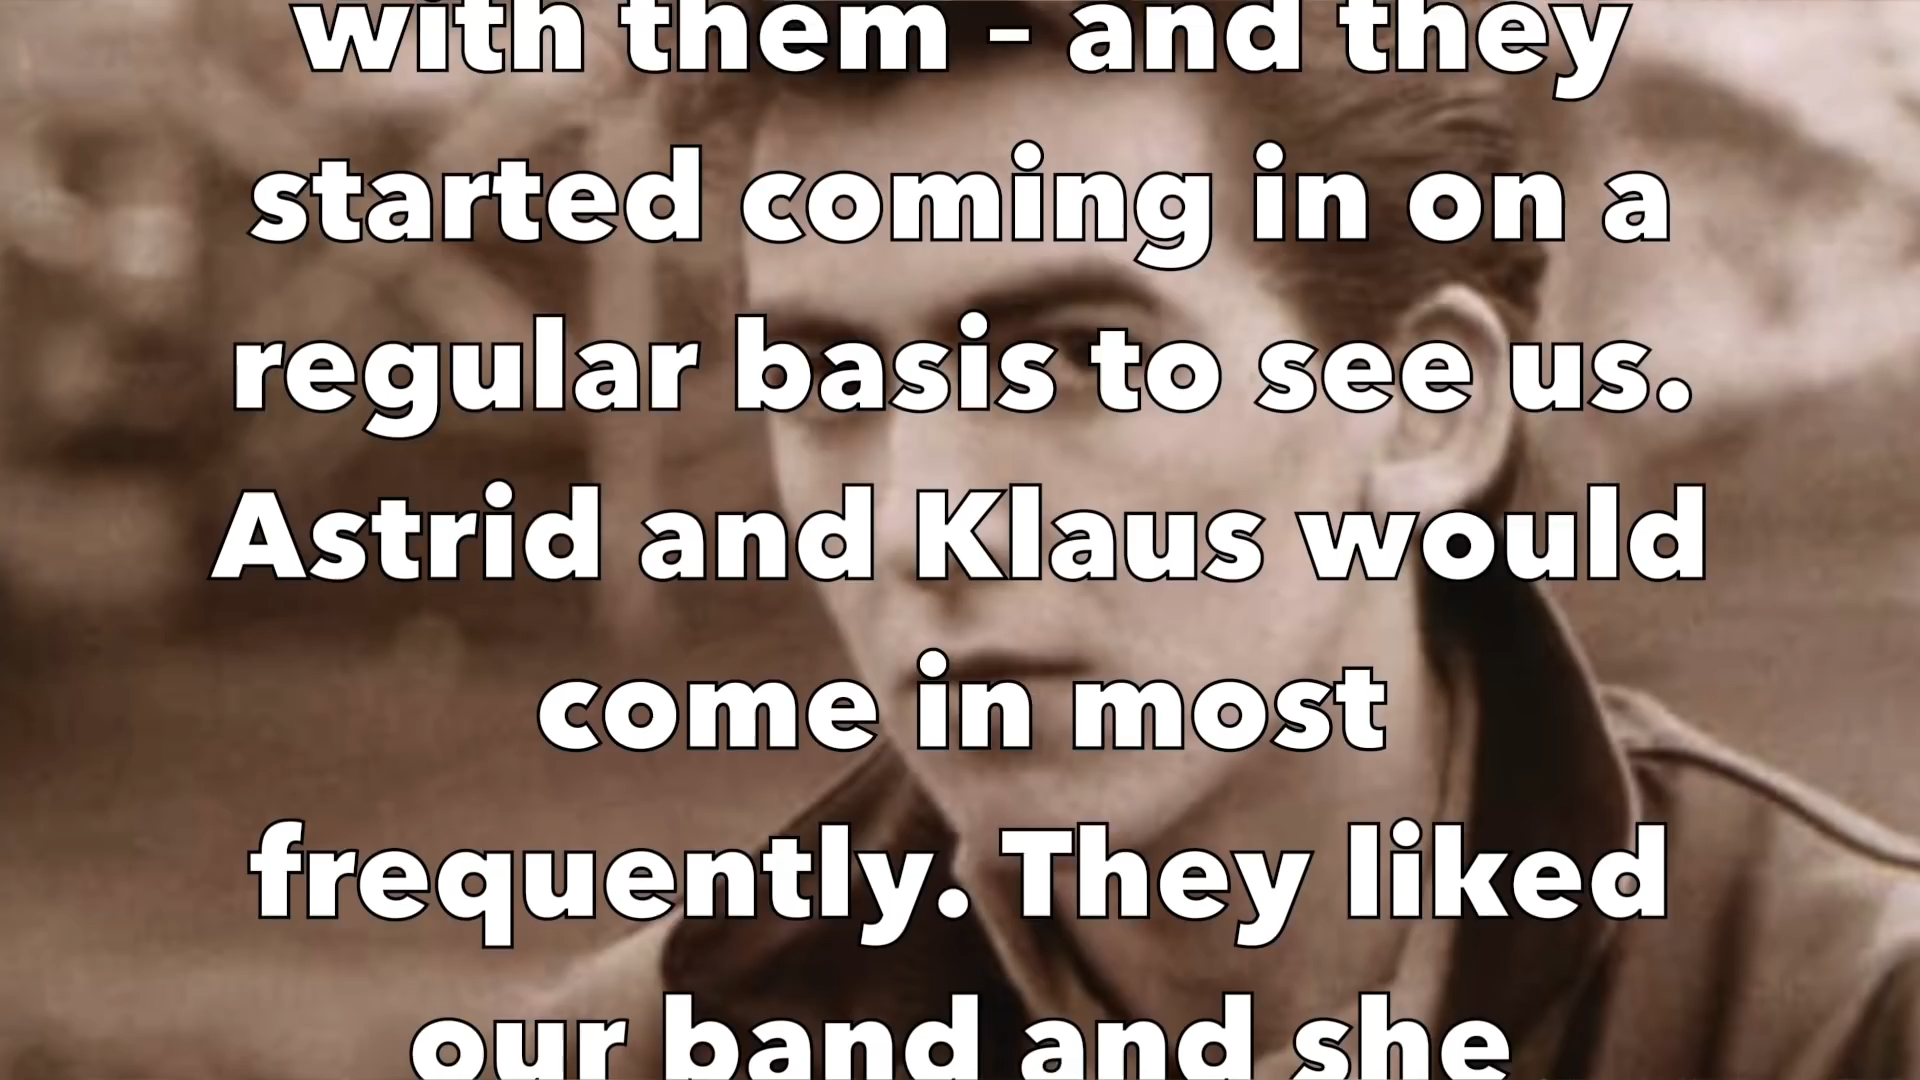 with them – and they
started coming in on a
regular basis to see us.
Astrid and Klaus would
come in most
frequently. They liked
our band and she